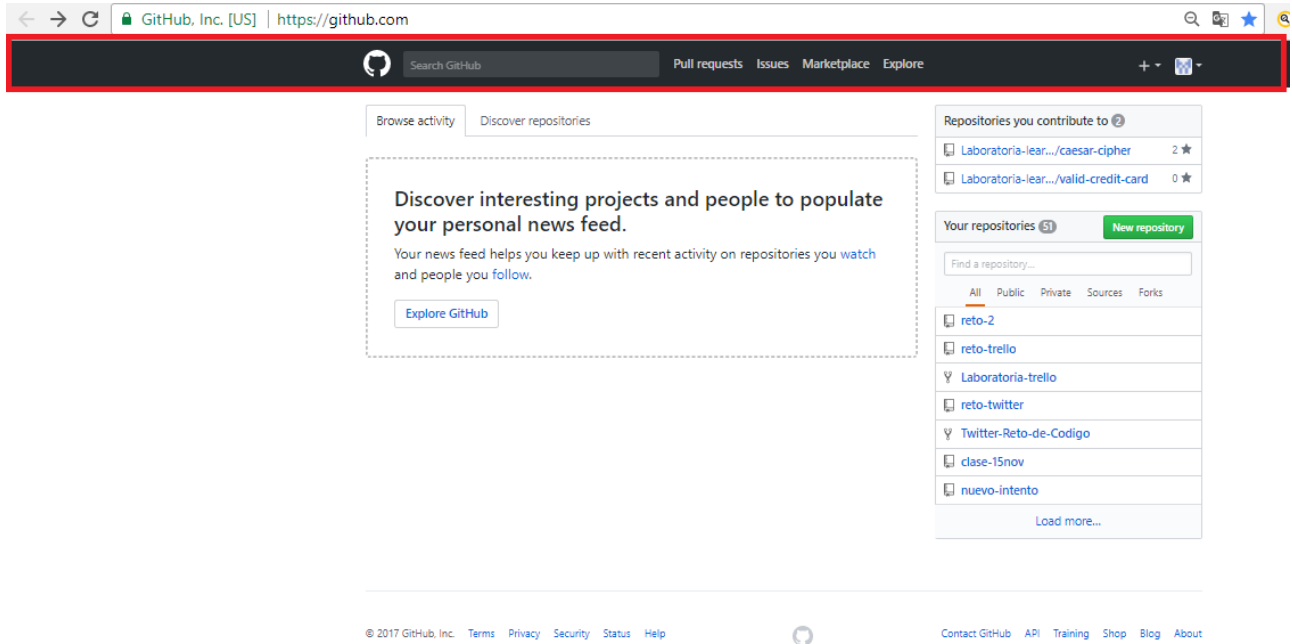 GitHub, Inc. [US] | https://github.com
Search GitHub Pull requests Issues Marketplace Explore
Browse activity Discover repositories
Discover interesting projects and people to populate
your personal news feed.
Your news feed helps you keep up with recent activity on repositories you watch
and people you follow.
Explore GitHub
Repositories you contribute to 2
Laboratoria-lear.../caesar-cipher 2
Laboratoria-lear.../valid-credit-card 0
Your repositories 51 New repository
Find a repository...
All Public Private Sources Forks
reto-2
reto-trello
Laboratoria-trello
reto-twitter
Twitter-Reto-de-Codigo
clase-15nov
nuevo-intento
Load more...
© 2017 GitHub, Inc. Terms Privacy Security Status Help Contact GitHub API Training Shop Blog About